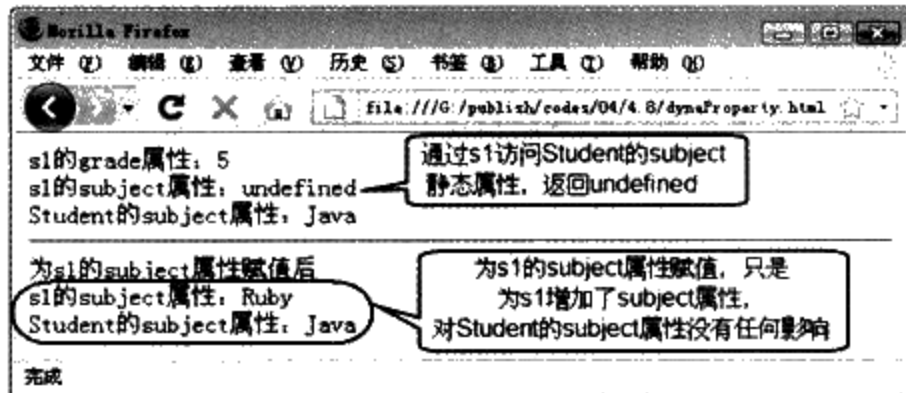 Mozilla Firefox
文件 (F) 编辑 (E) 查看 (V) 历史 (S) 书签 (B) 工具 (T) 帮助 (H)
file:///G:/publish/codes/04/4.8/dynaProperty.html
s1的grade属性：5
s1的subject属性：undefined
Student的subject属性：Java
通过s1访问Student的subject
静态属性，返回undefined
为s1的subject属性赋值后
s1的subject属性：Ruby
Student的subject属性：Java
为s1的subject属性赋值，只是
为s1增加了subject属性，
对Student的subject属性没有任何影响
完成